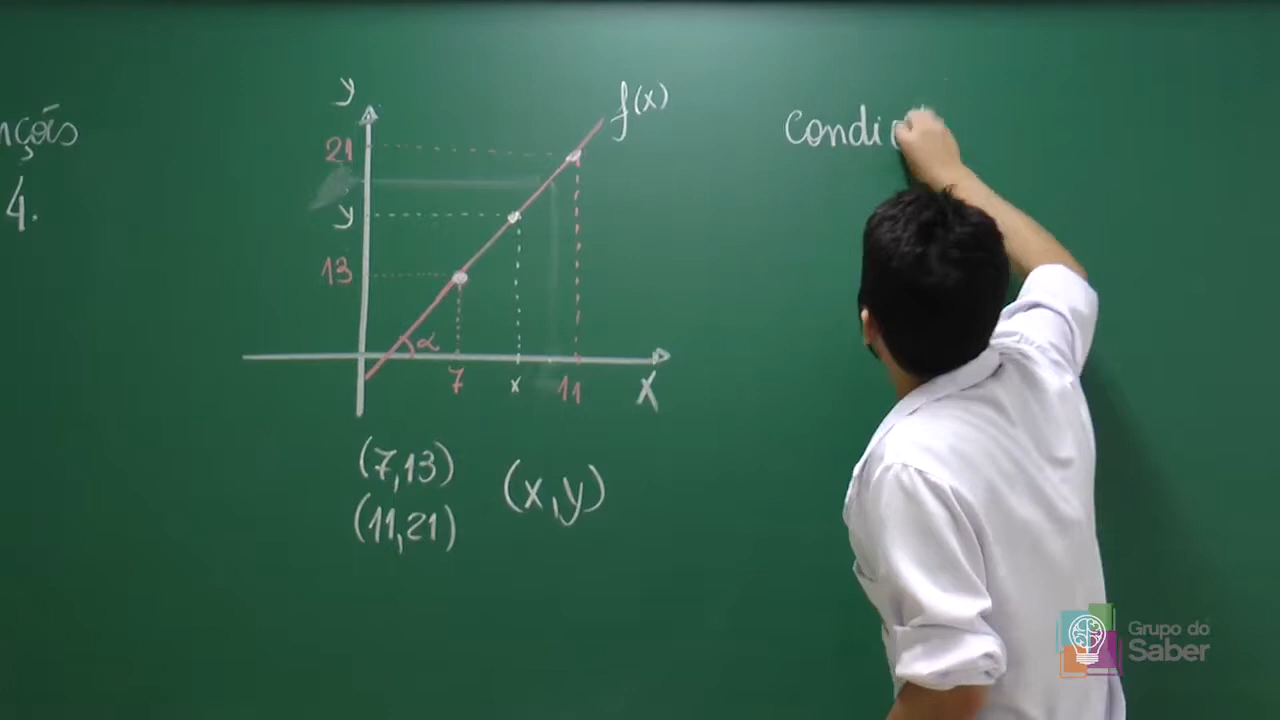 nções
4.
y
f(x)
21
y
13
α
7
x
11
X
(7,13)
(11,21)
(x,y)
Condi
Grupo do
Saber